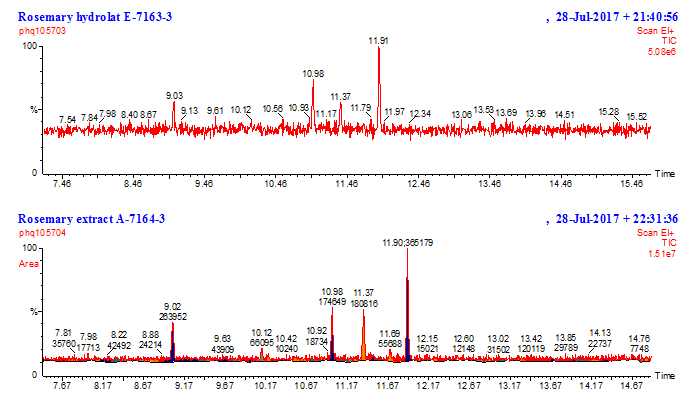 Rosemary hydrolat E-7163-3 , 28-Jul-2017 + 21:40:56
phq105703 Scan EI+
TIC
5.08e6
100 11.91
10.98
9.03 11.37
7.54 7.84 7.98 8.40 8.67 9.13 9.61 10.12 10.56 10.93 11.17 11.79 11.97 12.34 13.06 13.53 13.69 13.96 14.51 15.28 15.52
%
0
7.46 8.46 9.46 10.46 11.46 12.46 13.46 14.46 15.46 Time
Rosemary extract A-7164-3 , 28-Jul-2017 + 22:31:36
phq105704 Scan EI+
TIC
1.51e7
100 11.90;365179
Area
10.98 11.37
174649 180816
9.02
263952
%
7.81 7.98 8.22 8.88 9.63 10.12 10.42 10.92 11.69 12.15 12.60 13.02 13.42 13.85 14.13 14.76
35760 17713 42492 24214 43909 66095 10240 18734 55688 15021 12148 31502 120119 29789 22737 7748
0
7.67 8.17 8.67 9.17 9.67 10.17 10.67 11.17 11.67 12.17 12.67 13.17 13.67 14.17 14.67 Time